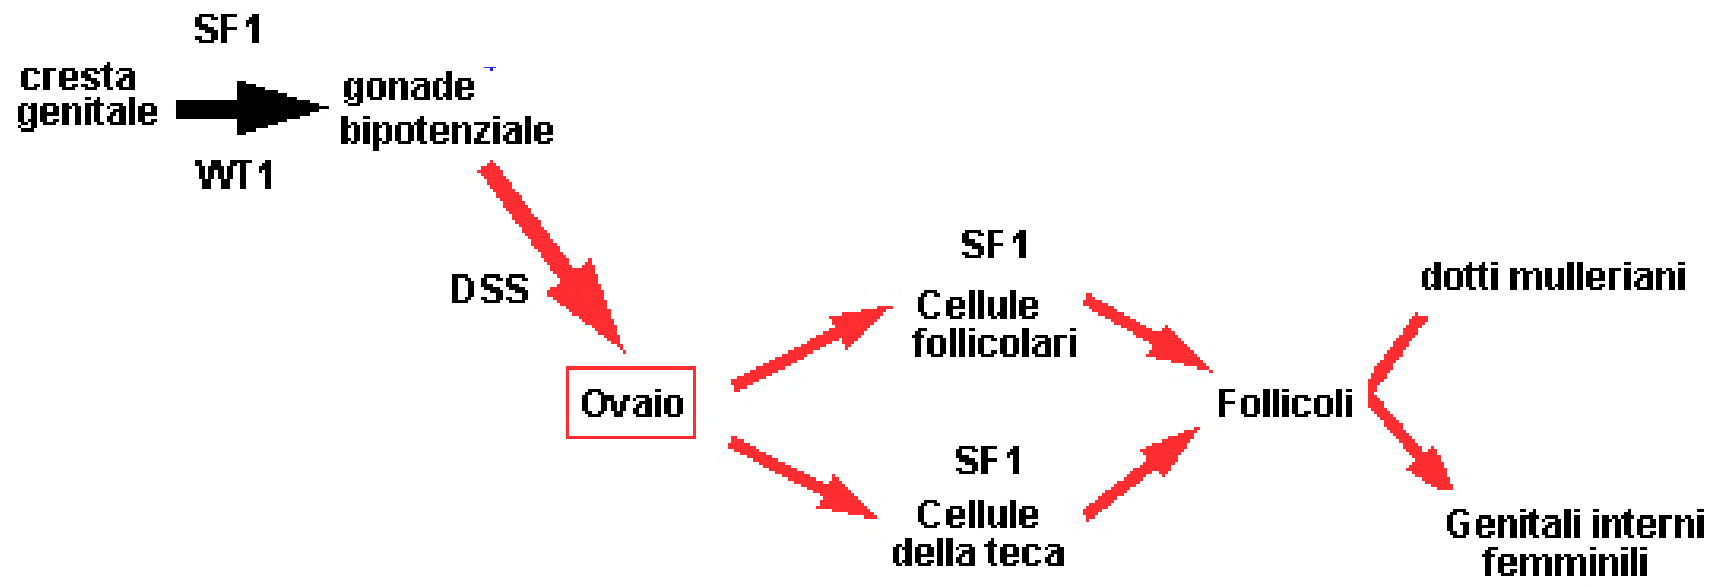 SF1
cresta
genitale
WT1
gonade
bipotenziale
DSS
Ovaio
SF1
Cellule
follicolari
SF1
Cellule
della teca
Follicoli
dotti mulleriani
Genitali interni
femminili